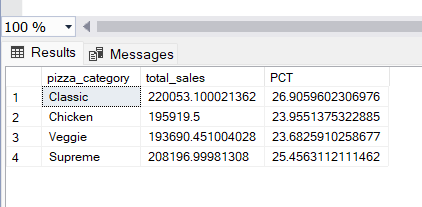 100 %
Results Messages
pizza_category total_sales PCT
1 Classic 220053.100021362 26.9059602306976
2 Chicken 195919.5 23.9551375322885
3 Veggie 193690.451004028 23.6825910258677
4 Supreme 208196.99981308 25.4563112111462